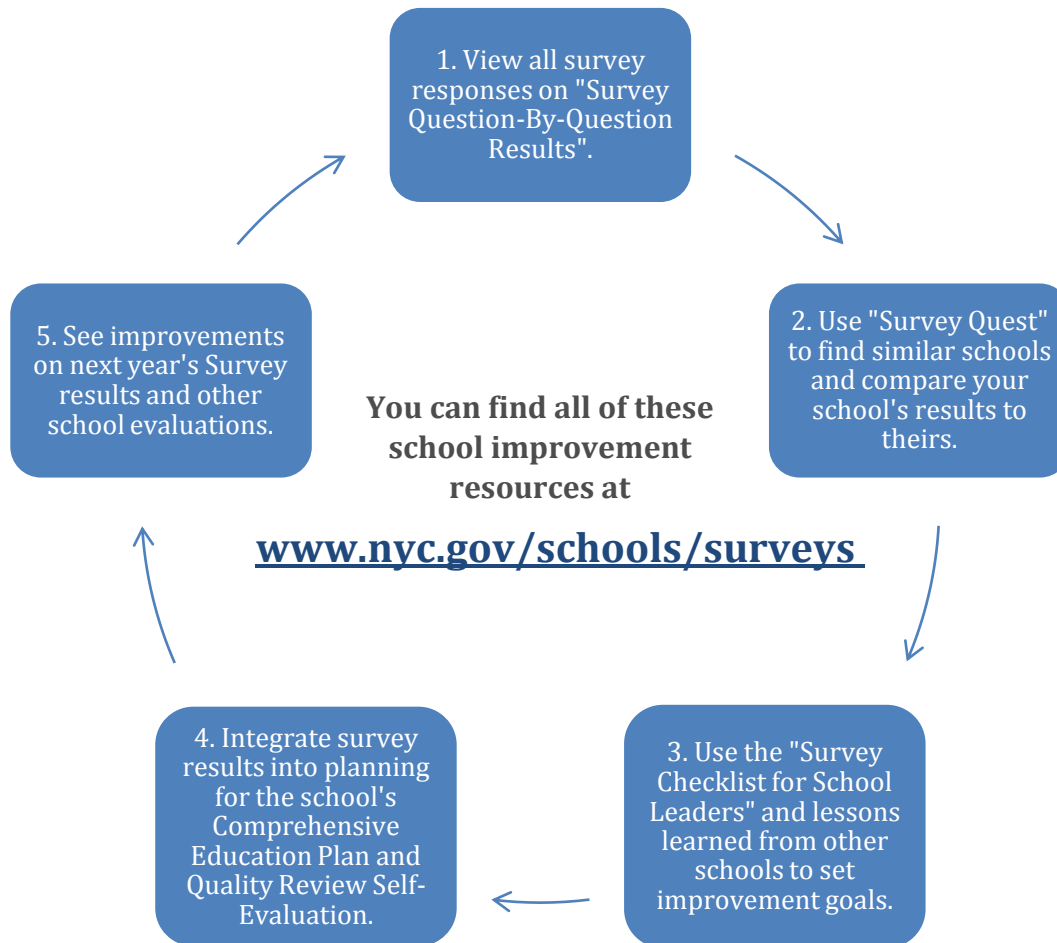 1. View all survey
responses on "Survey
Question-By-Question
Results".
2. Use "Survey Quest"
to find similar schools
and compare your
school's results to
theirs.
3. Use the "Survey
Checklist for School
Leaders" and lessons
learned from other
schools to set
improvement goals.
4. Integrate survey
results into planning
for the school's
Comprehensive
Education Plan and
Quality Review Self-
Evaluation.
5. See improvements
on next year's Survey
results and other
school evaluations.
You can find all of these
school improvement
resources at
www.nyc.gov/schools/surveys